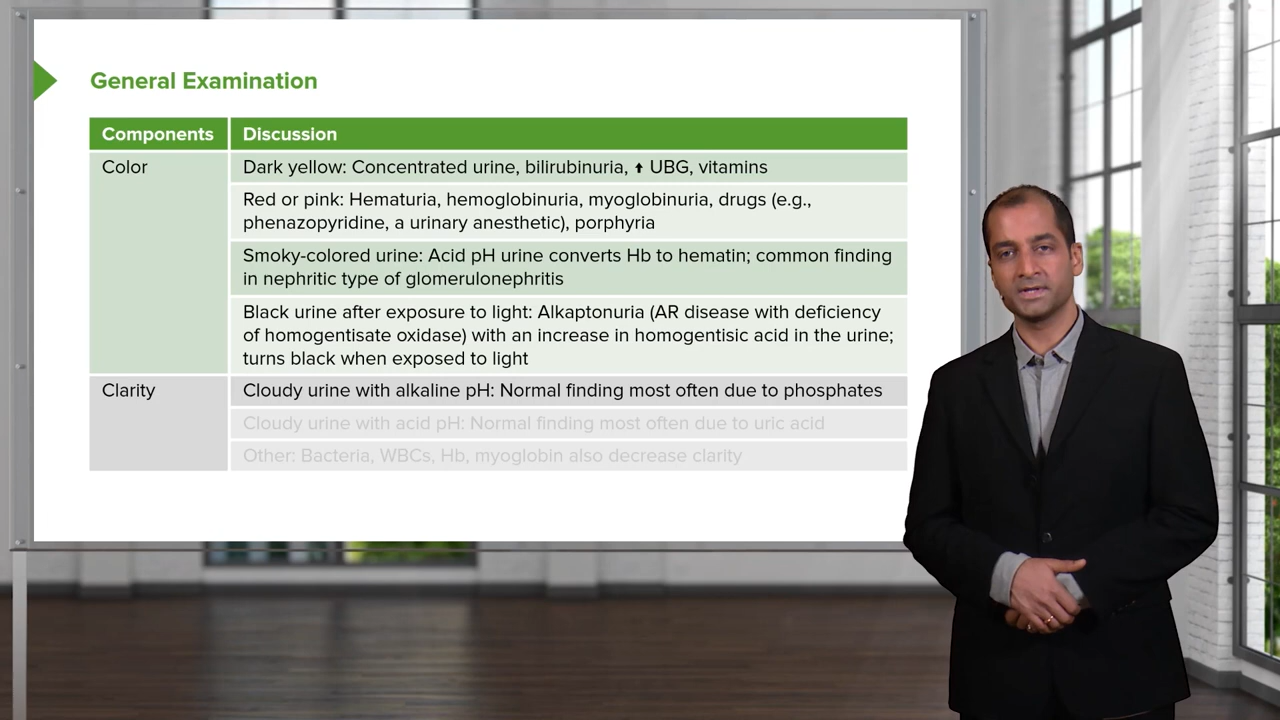 General Examination
Components Discussion
Color Dark yellow: Concentrated urine, bilirubinuria, ↑ UBG, vitamins
Red or pink: Hematuria, hemoglobinuria, myoglobinuria, drugs (e.g.,
phenazopyridine, a urinary anesthetic), porphyria
Smoky-colored urine: Acid pH urine converts Hb to hematin; common finding
in nephritic type of glomerulonephritis
Black urine after exposure to light: Alkaptonuria (AR disease with deficiency
of homogentisate oxidase) with an increase in homogentisic acid in the urine;
turns black when exposed to light
Clarity Cloudy urine with alkaline pH: Normal finding most often due to phosphates
Cloudy urine with acid pH: Normal finding most often due to uric acid
Other: Bacteria, WBCs, Hb, myoglobin also decrease clarity